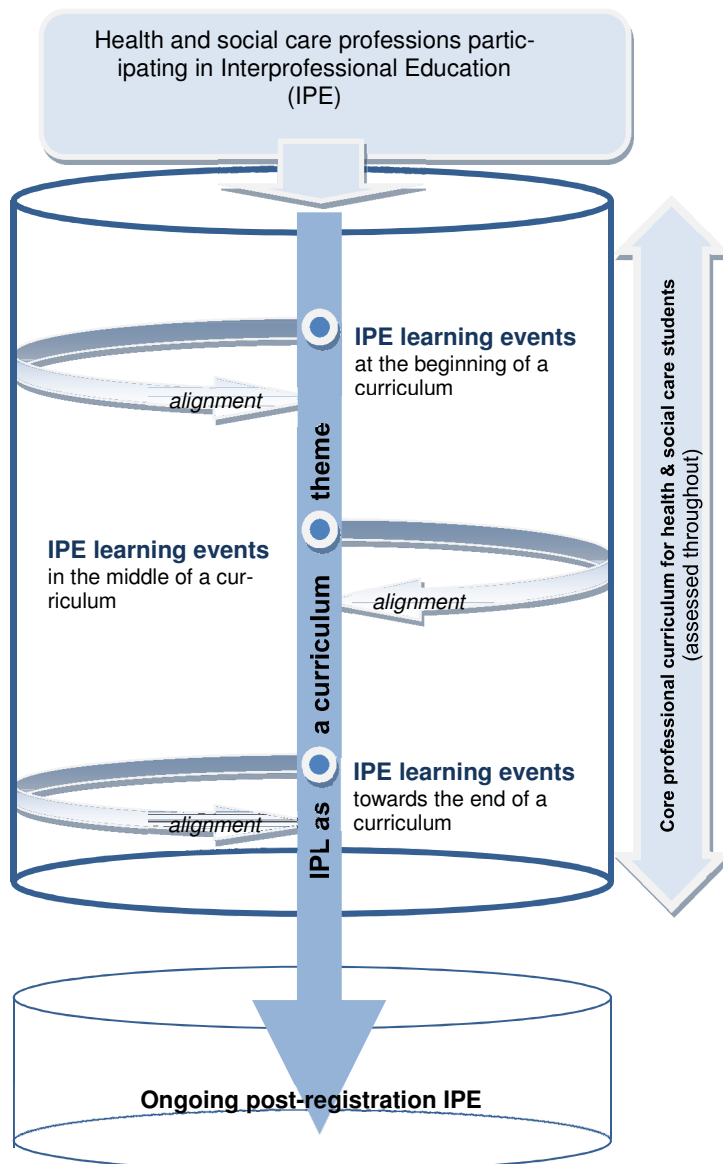 Health and social care professions partic-
ipating in Interprofessional Education
(IPE)
IPE learning events
at the beginning of a
curriculum
alignment
IPE learning events
in the middle of a cur-
riculum
alignment
IPE learning events
towards the end of a
curriculum
alignment
IPL as a curriculum theme
Core professional curriculum for health & social care students
(assessed throughout)
Ongoing post-registration IPE